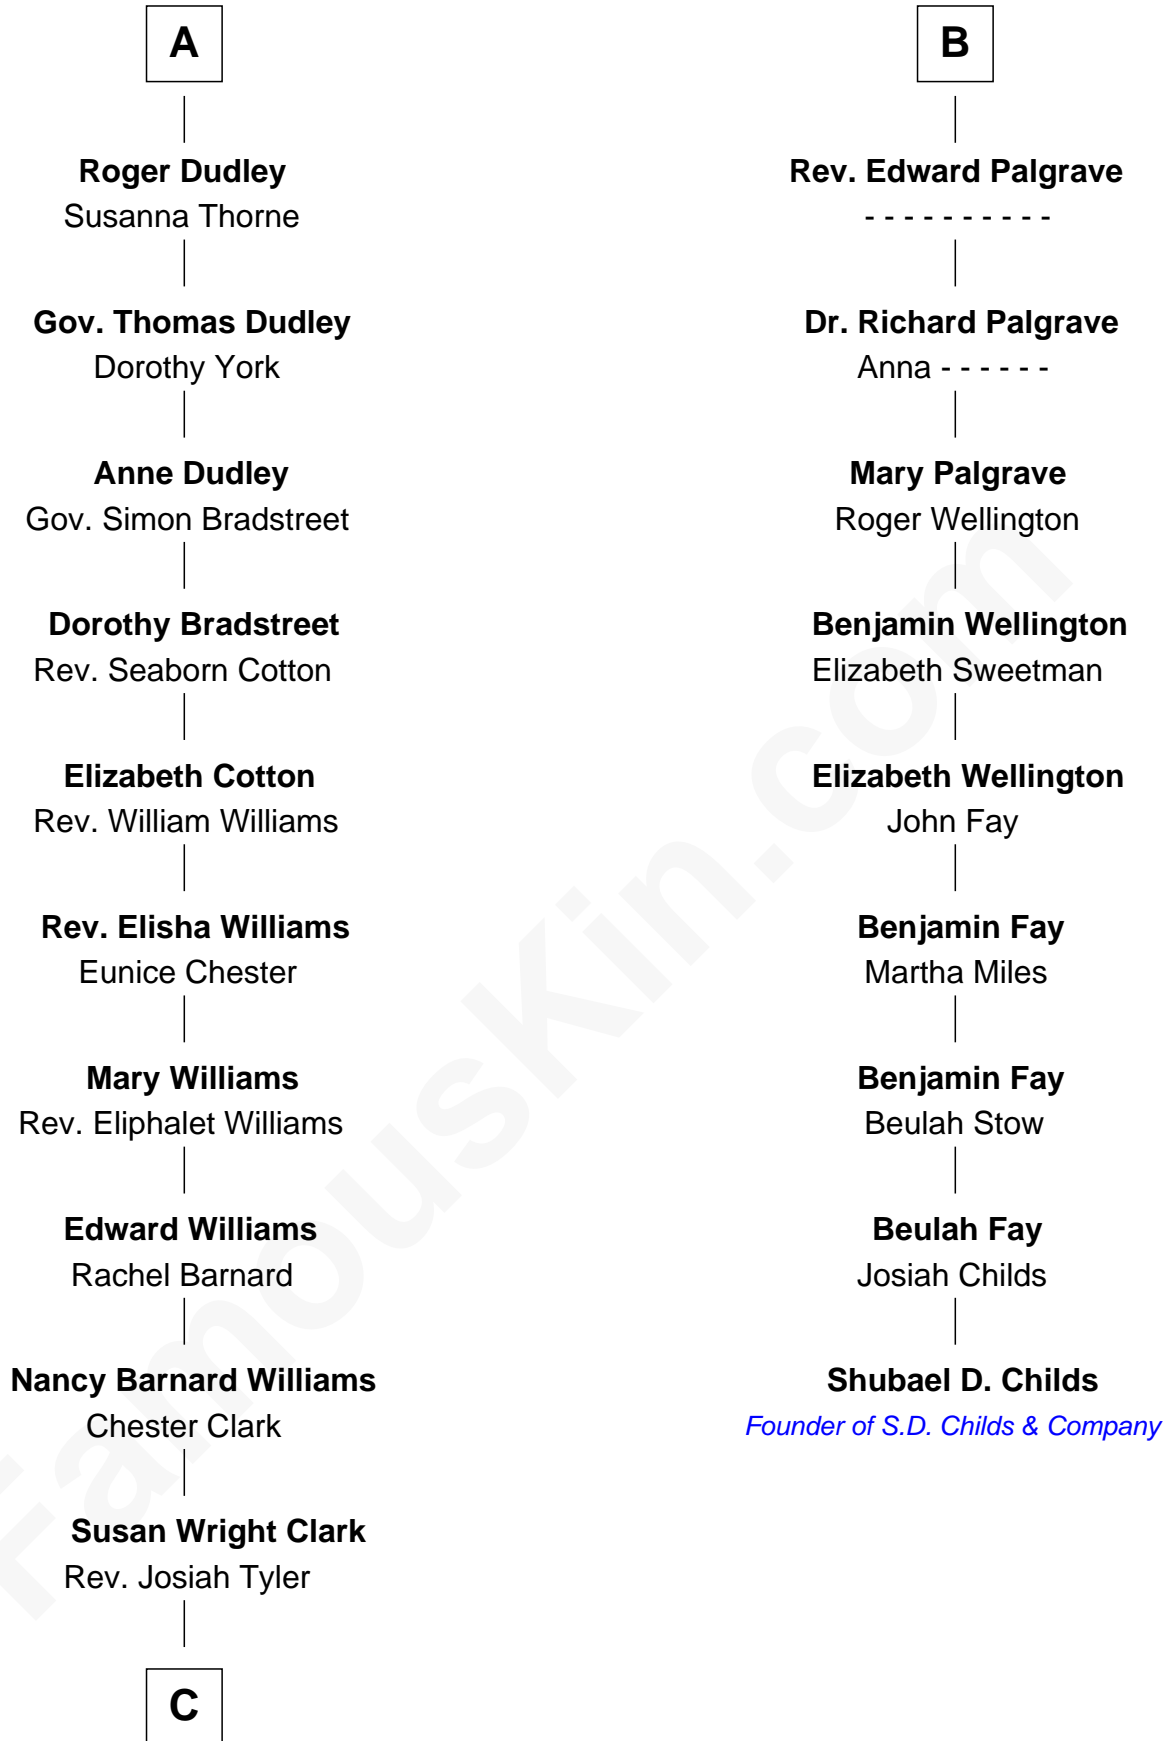 A
Roger Dudley
Susanna Thorne
Gov. Thomas Dudley
Dorothy York
Anne Dudley
Gov. Simon Bradstreet
Dorothy Bradstreet
Rev. Seaborn Cotton
Elizabeth Cotton
Rev. William Williams
Rev. Elisha Williams
Eunice Chester
Mary Williams
Rev. Eliphalet Williams
Edward Williams
Rachel Barnard
Nancy Barnard Williams
Chester Clark
Susan Wright Clark
Rev. Josiah Tyler
C
B
Rev. Edward Palgrave
- - - - - - - - - -
Dr. Richard Palgrave
Anna - - - - - -
Mary Palgrave
Roger Wellington
Benjamin Wellington
Elizabeth Sweetman
Elizabeth Wellington
John Fay
Benjamin Fay
Martha Miles
Benjamin Fay
Beulah Stow
Beulah Fay
Josiah Childs
Shubael D. Childs
Founder of S.D. Childs & Company
FamousKin.com